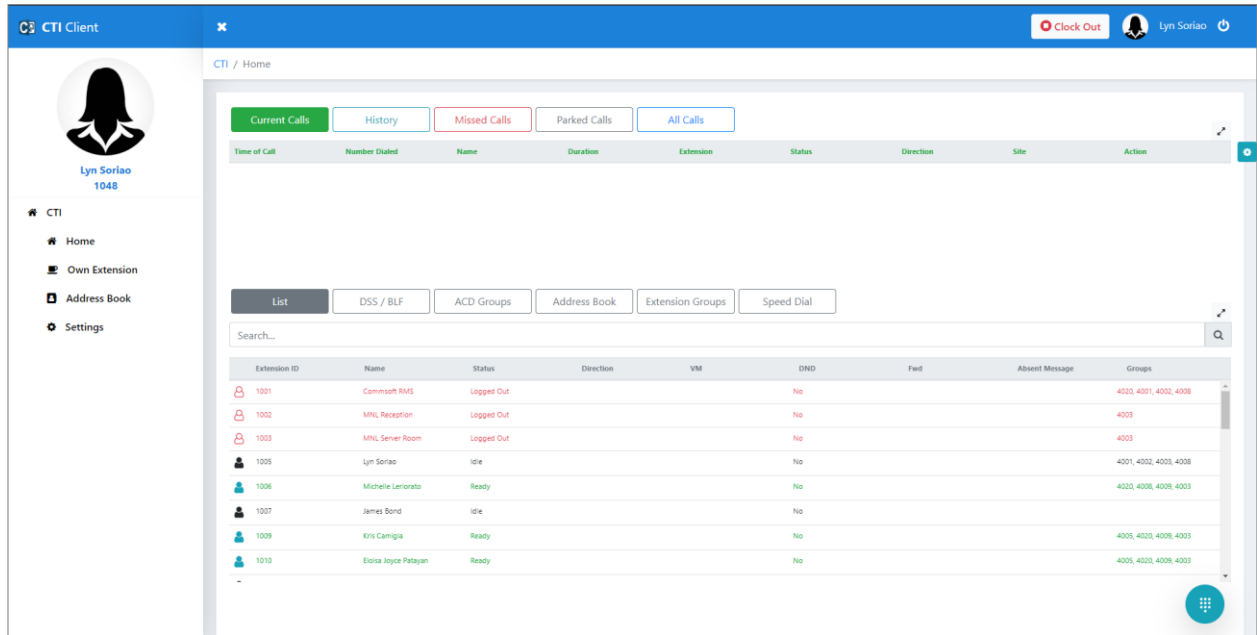 CTI Client
Clock Out
Lyn Soriao
CTI / Home
Lyn Soriao
1048
CTI
Home
Own Extension
Address Book
Settings
Current Calls History Missed Calls Parked Calls All Calls
Time of Call Number Dialed Name Duration Extension Status Direction Site Action
List DSS / BLF ACD Groups Address Book Extension Groups Speed Dial
Search...
Extension ID Name Status Direction VM DND Fwd Absent Message Groups
1001 Commsoft RMS Logged Out No 4020, 4001, 4002, 4008
1002 MNL Reception Logged Out No 4003
1003 MNL Server Room Logged Out No 4003
1005 Lyn Soriao Idle No 4001, 4002, 4003, 4008
1006 Michelle Leriorato Ready No 4020, 4008, 4009, 4003
1007 James Bond Idle No
1009 Kris Camigla Ready No 4005, 4020, 4009, 4003
1010 Eloisa Joyce Patayan Ready No 4005, 4020, 4009, 4003